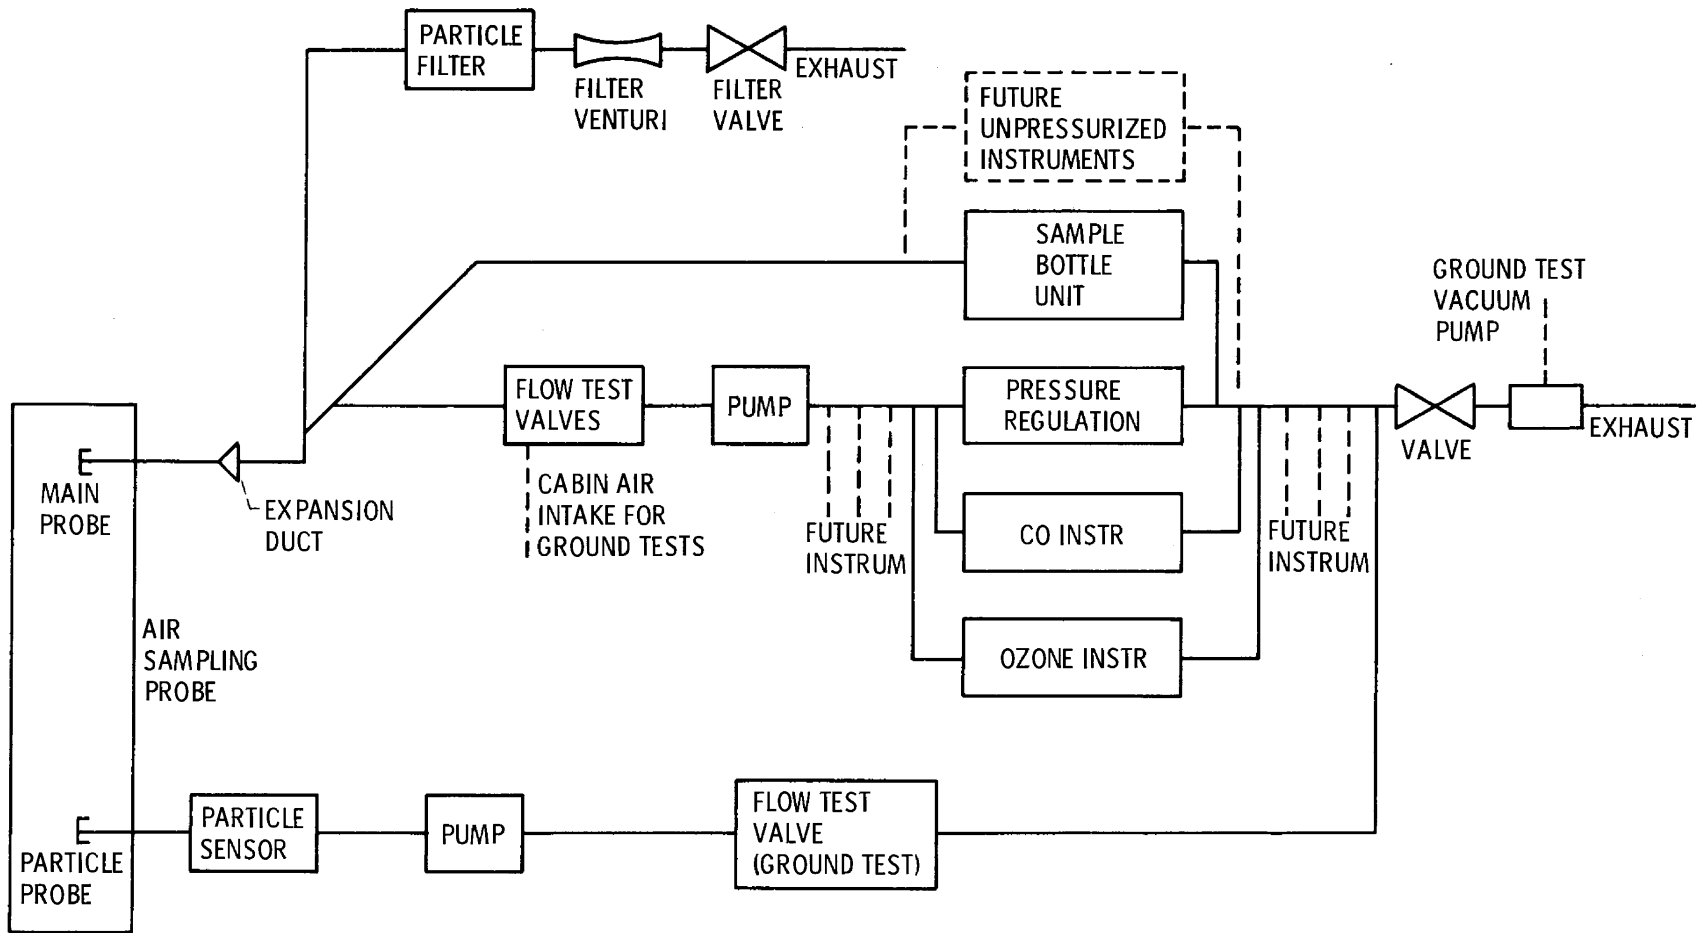 PARTICLE
FILTER
FILTER
VENTURI
FILTER
VALVE
EXHAUST
FUTURE
UNPRESSURIZED
INSTRUMENTS
SAMPLE
BOTTLE
UNIT
GROUND TEST
VACUUM
PUMP
FLOW TEST
VALVES
PUMP
PRESSURE
REGULATION
VALVE
EXHAUST
MAIN
PROBE
EXPANSION
DUCT
CABIN AIR
INTAKE FOR
GROUND TESTS
FUTURE
INSTRUM
CO INSTR
FUTURE
INSTRUM
AIR
SAMPLING
PROBE
OZONE INSTR
PARTICLE
PROBE
PARTICLE
SENSOR
PUMP
FLOW TEST
VALVE
(GROUND TEST)